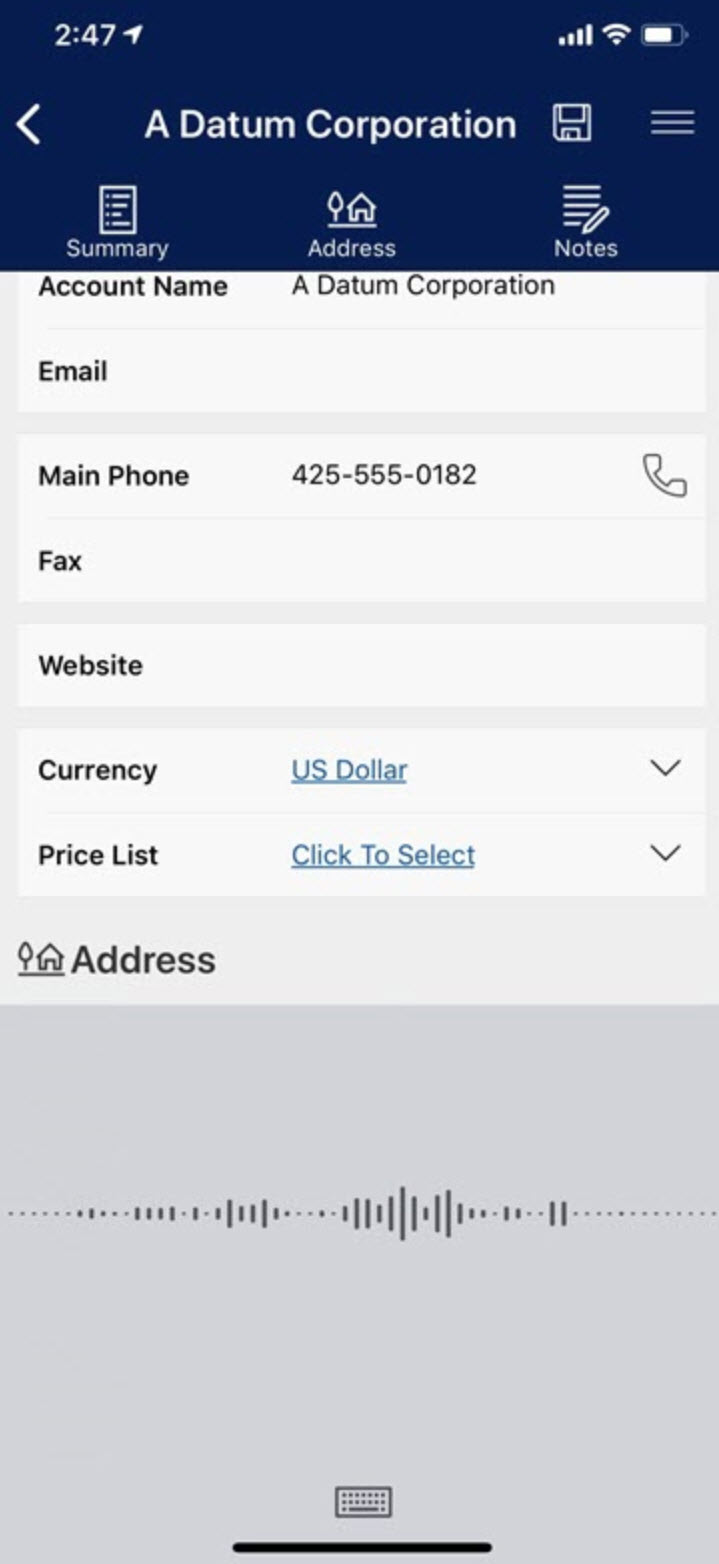 2:47
A Datum Corporation
Summary Address Notes
Account Name A Datum Corporation
Email
Main Phone 425-555-0182
Fax
Website
Currency US Dollar
Price List Click To Select
Address